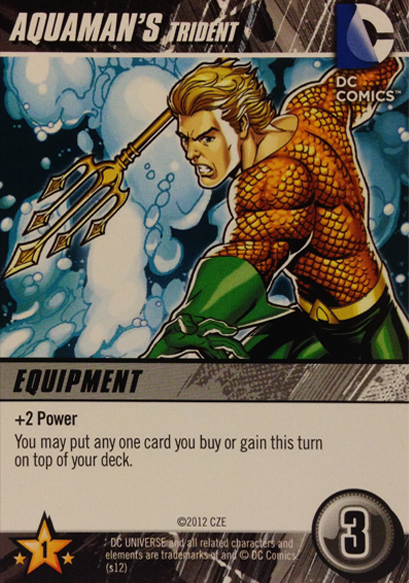 AQUAMAN'S TRIDENT
DC
DC
COMICS™
EQUIPMENT
+2 Power
You may put any one card you buy or gain this turn
on top of your deck.
©2012 CZE
1
DC UNIVERSE and all related characters and
elements are trademarks of and © DC Comics.
(s12)
3